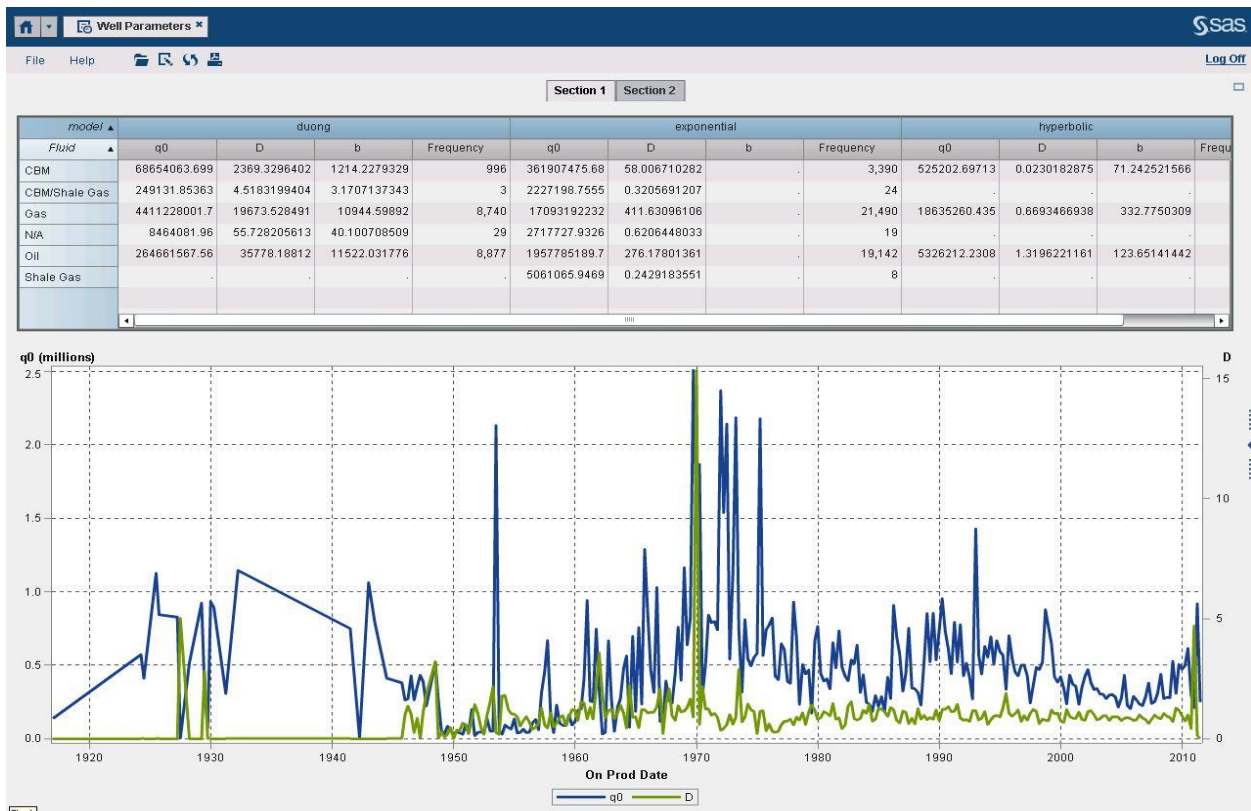 Well Parameters ×
§sas
File Help
Log Off
Section 1 Section 2
model ▲ duong exponential hyperbolic
Fluid ▲ q0 D b Frequency q0 D b Frequency q0 D b Frequ
CBM 68654063.699 2369.3296402 1214.2279329 996 361907475.68 58.006710282 . 3,390 525202.69713 0.0230182875 71.242521566
CBM/Shale Gas 249131.85363 4.5183199404 3.1707137343 3 2227198.7555 0.3205691207 . 24 . . .
Gas 4411228001.7 19673.528491 10944.59892 8,740 17093192232 411.63096106 . 21,490 18635260.435 0.6693466938 332.7750309
N/A 8464081.96 55.728205613 40.100708509 29 2717727.9326 0.6206448033 . 19 . . .
Oil 264661567.56 35778.18812 11522.031776 8,877 1957785189.7 276.17801361 . 19,142 5326212.2308 1.3196221161 123.65141442
Shale Gas . . . . 5061065.9469 0.2429183551 . 8 . . .
q0 (millions) D
2.5 15
2.0
10
1.5
1.0
5
0.5
0.0 0
1920 1930 1940 1950 1960 1970 1980 1990 2000 2010
On Prod Date
q0 D